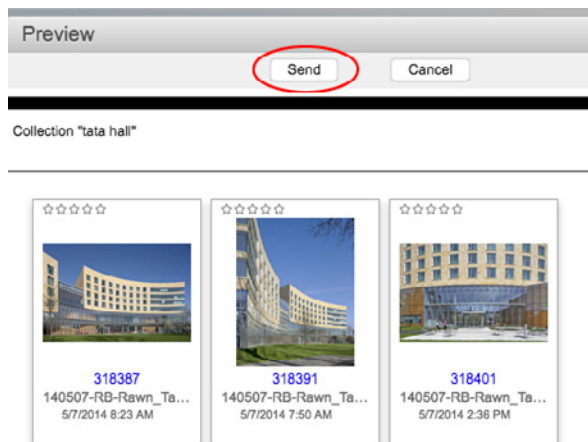 Preview
Send Cancel
Collection "tata hall"
318387 318391 318401
140507-RB-Rawn_Ta... 140507-RB-Rawn_Ta... 140507-RB-Rawn_Ta...
5/7/2014 8:23 AM 5/7/2014 7:50 AM 5/7/2014 2:36 PM